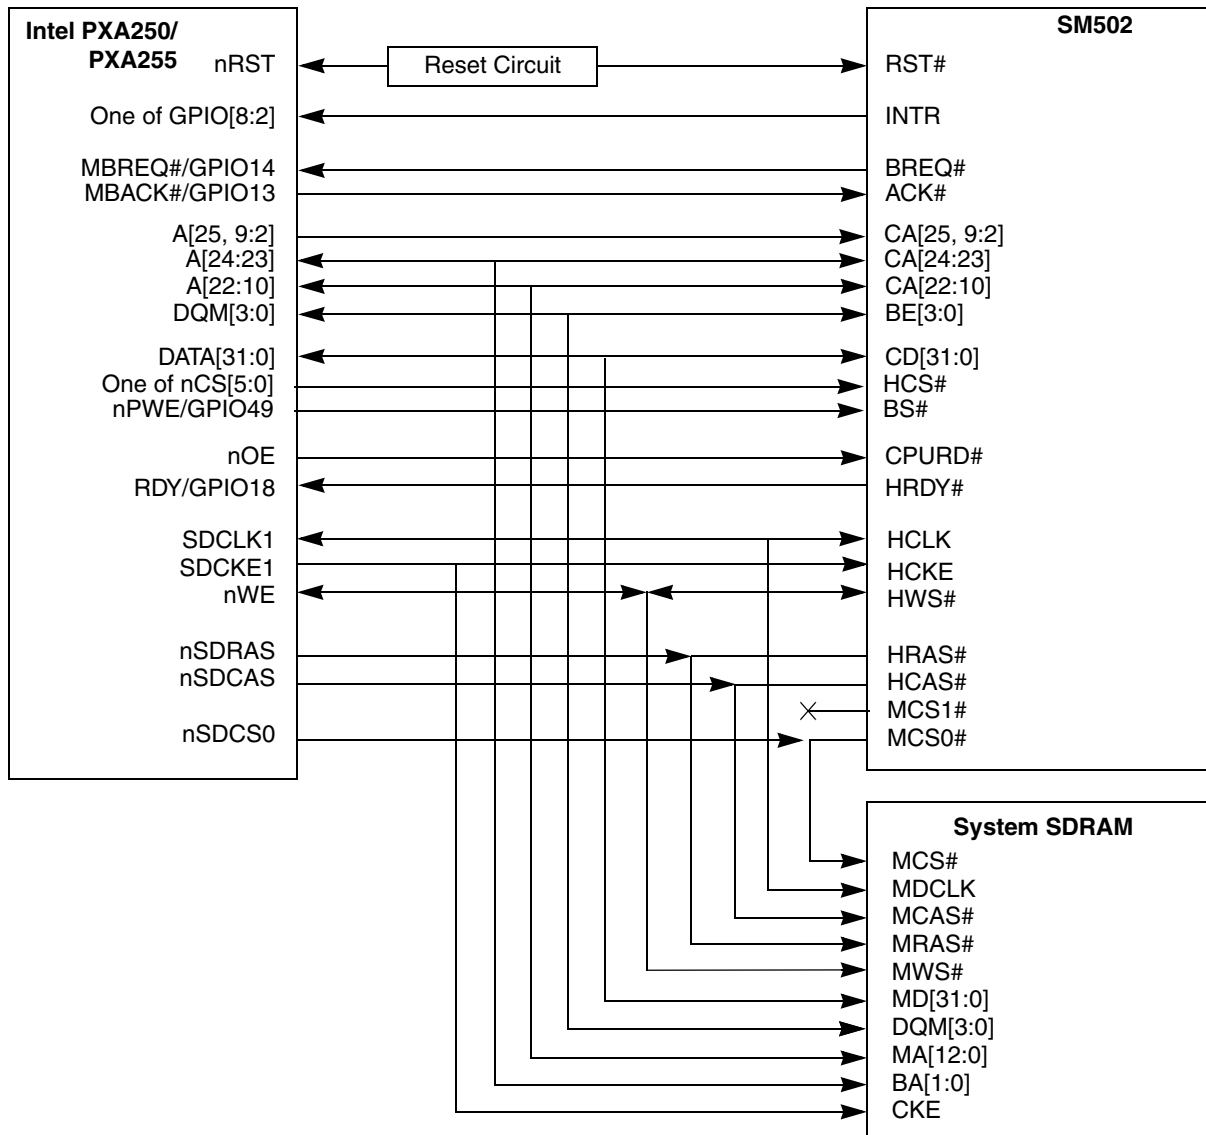 Intel PXA250/
PXA255
SM502
nRST
Reset Circuit
RST#
One of GPIO[8:2]
INTR
MBREQ#/GPIO14
BREQ#
MBACK#/GPIO13
ACK#
A[25, 9:2]
CA[25, 9:2]
A[24:23]
CA[24:23]
A[22:10]
CA[22:10]
DQM[3:0]
BE[3:0]
DATA[31:0]
CD[31:0]
One of nCS[5:0]
HCS#
nPWE/GPIO49
BS#
nOE
CPURD#
RDY/GPIO18
HRDY#
SDCLK1
HCLK
SDCKE1
HCKE
nWE
HWS#
nSDRAS
HRAS#
nSDCAS
HCAS#
MCS1#
nSDCS0
MCS0#
System SDRAM
MCS#
MDCLK
MCAS#
MRAS#
MWS#
MD[31:0]
DQM[3:0]
MA[12:0]
BA[1:0]
CKE